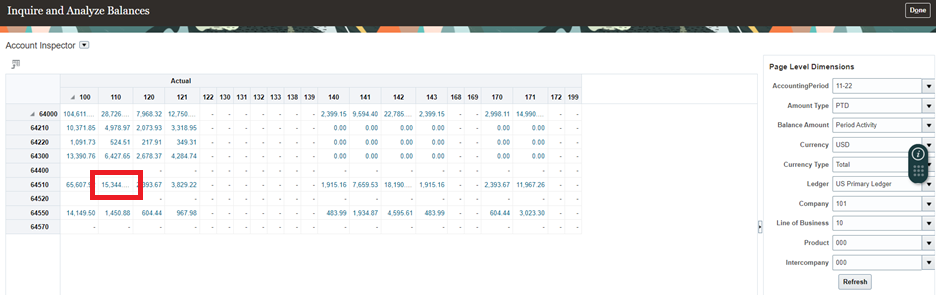 Inquire and Analyze Balances
Done
Account Inspector
Actual
100 110 120 121 122 130 131 132 133 138 139 140 141 142 143 168 169 170 171 172 199
64000 104,611.... 28,726.... 7,968.32 12,750.... - - - - - - - 2,399.15 9,594.40 22,785.... 2,399.15 - - 2,998.11 14,990.... - -
64210 10,371.85 4,978.97 2,073.93 3,318.95 - - - - - - - 0.00 0.00 0.00 0.00 - - 0.00 0.00 - -
64220 1,091.73 524.51 217.91 349.31 - - - - - - - 0.00 0.00 0.00 0.00 - - 0.00 0.00 - -
64300 13,390.76 6,427.65 2,678.37 4,284.74 - - - - - - - 0.00 0.00 0.00 0.00 - - 0.00 0.00 - -
64400 - - - - - - - - - - - - - - - - - - - - -
64510 15,344.... 3,829.22 - - - - - - - 1,915.16 7,659.53 18,190.... 1,915.16 - - 2,393.67 11,967.26 - -
64520 - - - - - - - - - - - - - - - - - - -
64550 14,149.50 1,450.88 604.44 967.98 - - - - - - - 483.99 1,934.87 4,595.61 483.99 - - 604.44 3,023.30 - -
64570 - - - - - - - - - - - - - - - - - - - - -
Page Level Dimensions
AccountingPeriod 11-22
Amount Type PTD
Balance Amount Period Activity
Currency USD
Currency Type Total
Ledger US Primary Ledger
Company 101
Line of Business 10
Product 000
Intercompany 000
Refresh